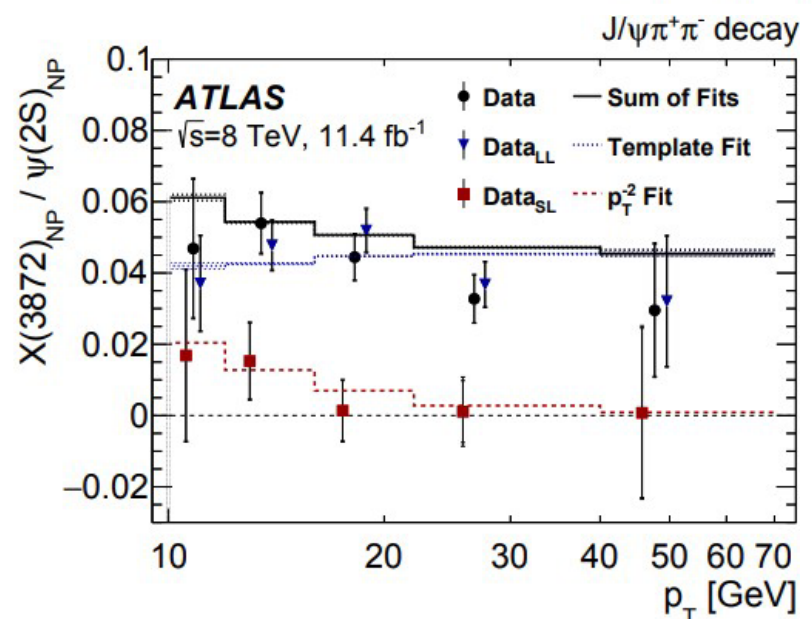 J/ψπ⁺π⁻ decay
X(3872)_NP / ψ(2S)_NP
0.1
0.08
0.06
0.04
0.02
0
−0.02
ATLAS
√s=8 TeV, 11.4 fb⁻¹
Data
Data_LL
Data_SL
Sum of Fits
Template Fit
p_T⁻² Fit
10 20 30 40 50 60 70
p_T [GeV]